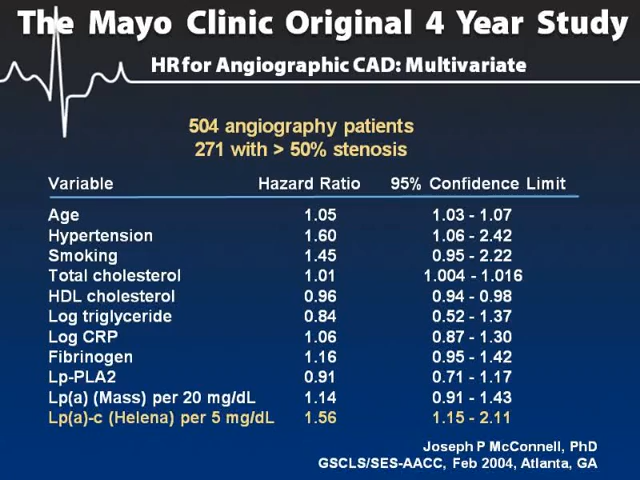 The Mayo Clinic Original 4 Year Study
HR for Angiographic CAD: Multivariate
504 angiography patients
271 with > 50% stenosis
Variable Hazard Ratio 95% Confidence Limit
Age 1.05 1.03 - 1.07
Hypertension 1.60 1.06 - 2.42
Smoking 1.45 0.95 - 2.22
Total cholesterol 1.01 1.004 - 1.016
HDL cholesterol 0.96 0.94 - 0.98
Log triglyceride 0.84 0.52 - 1.37
Log CRP 1.06 0.87 - 1.30
Fibrinogen 1.16 0.95 - 1.42
Lp-PLA2 0.91 0.71 - 1.17
Lp(a) (Mass) per 20 mg/dL 1.14 0.91 - 1.43
Lp(a)-c (Helena) per 5 mg/dL 1.56 1.15 - 2.11
Joseph P McConnell, PhD
GSCLS/SES-AACC, Feb 2004, Atlanta, GA